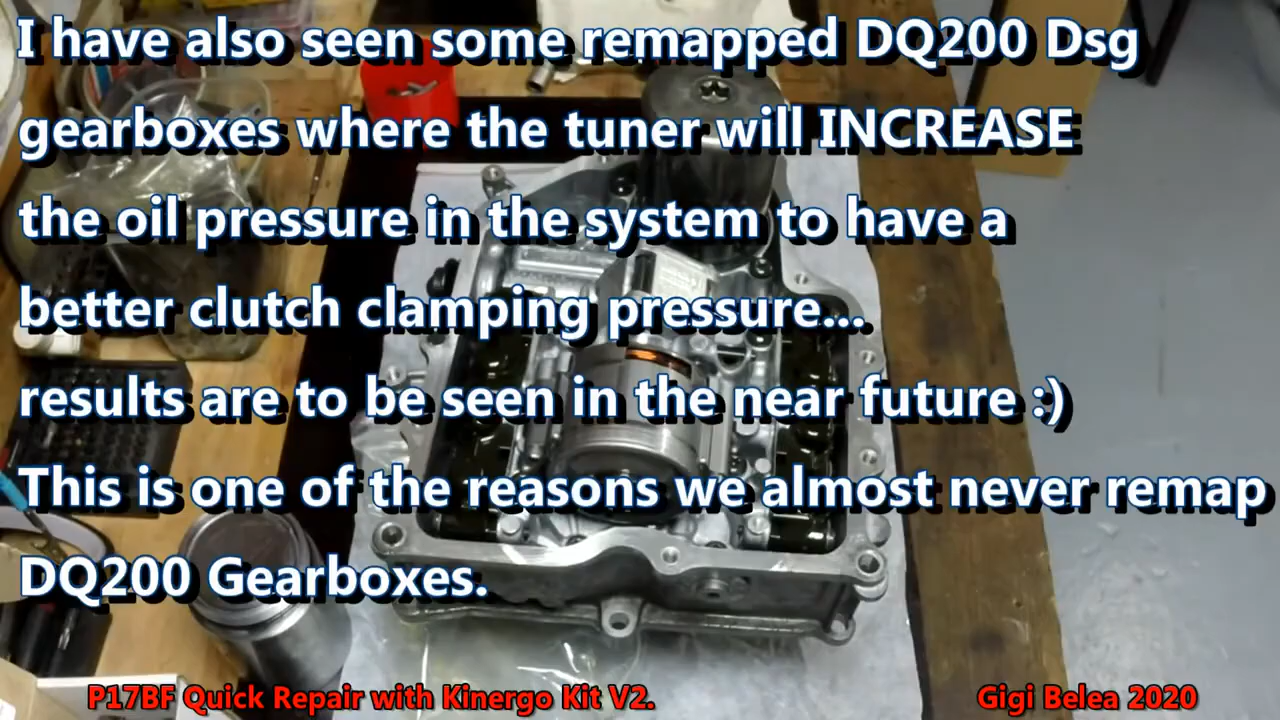 I have also seen some remapped DQ200 Dsg
gearboxes where the tuner will INCREASE
the oil pressure in the system to have a
better clutch clamping pressure...
results are to be seen in the near future :)
This is one of the reasons we almost never remap
DQ200 Gearboxes.
P17BF Quick Repair with Kinergo Kit V2.
Gigi Belea 2020